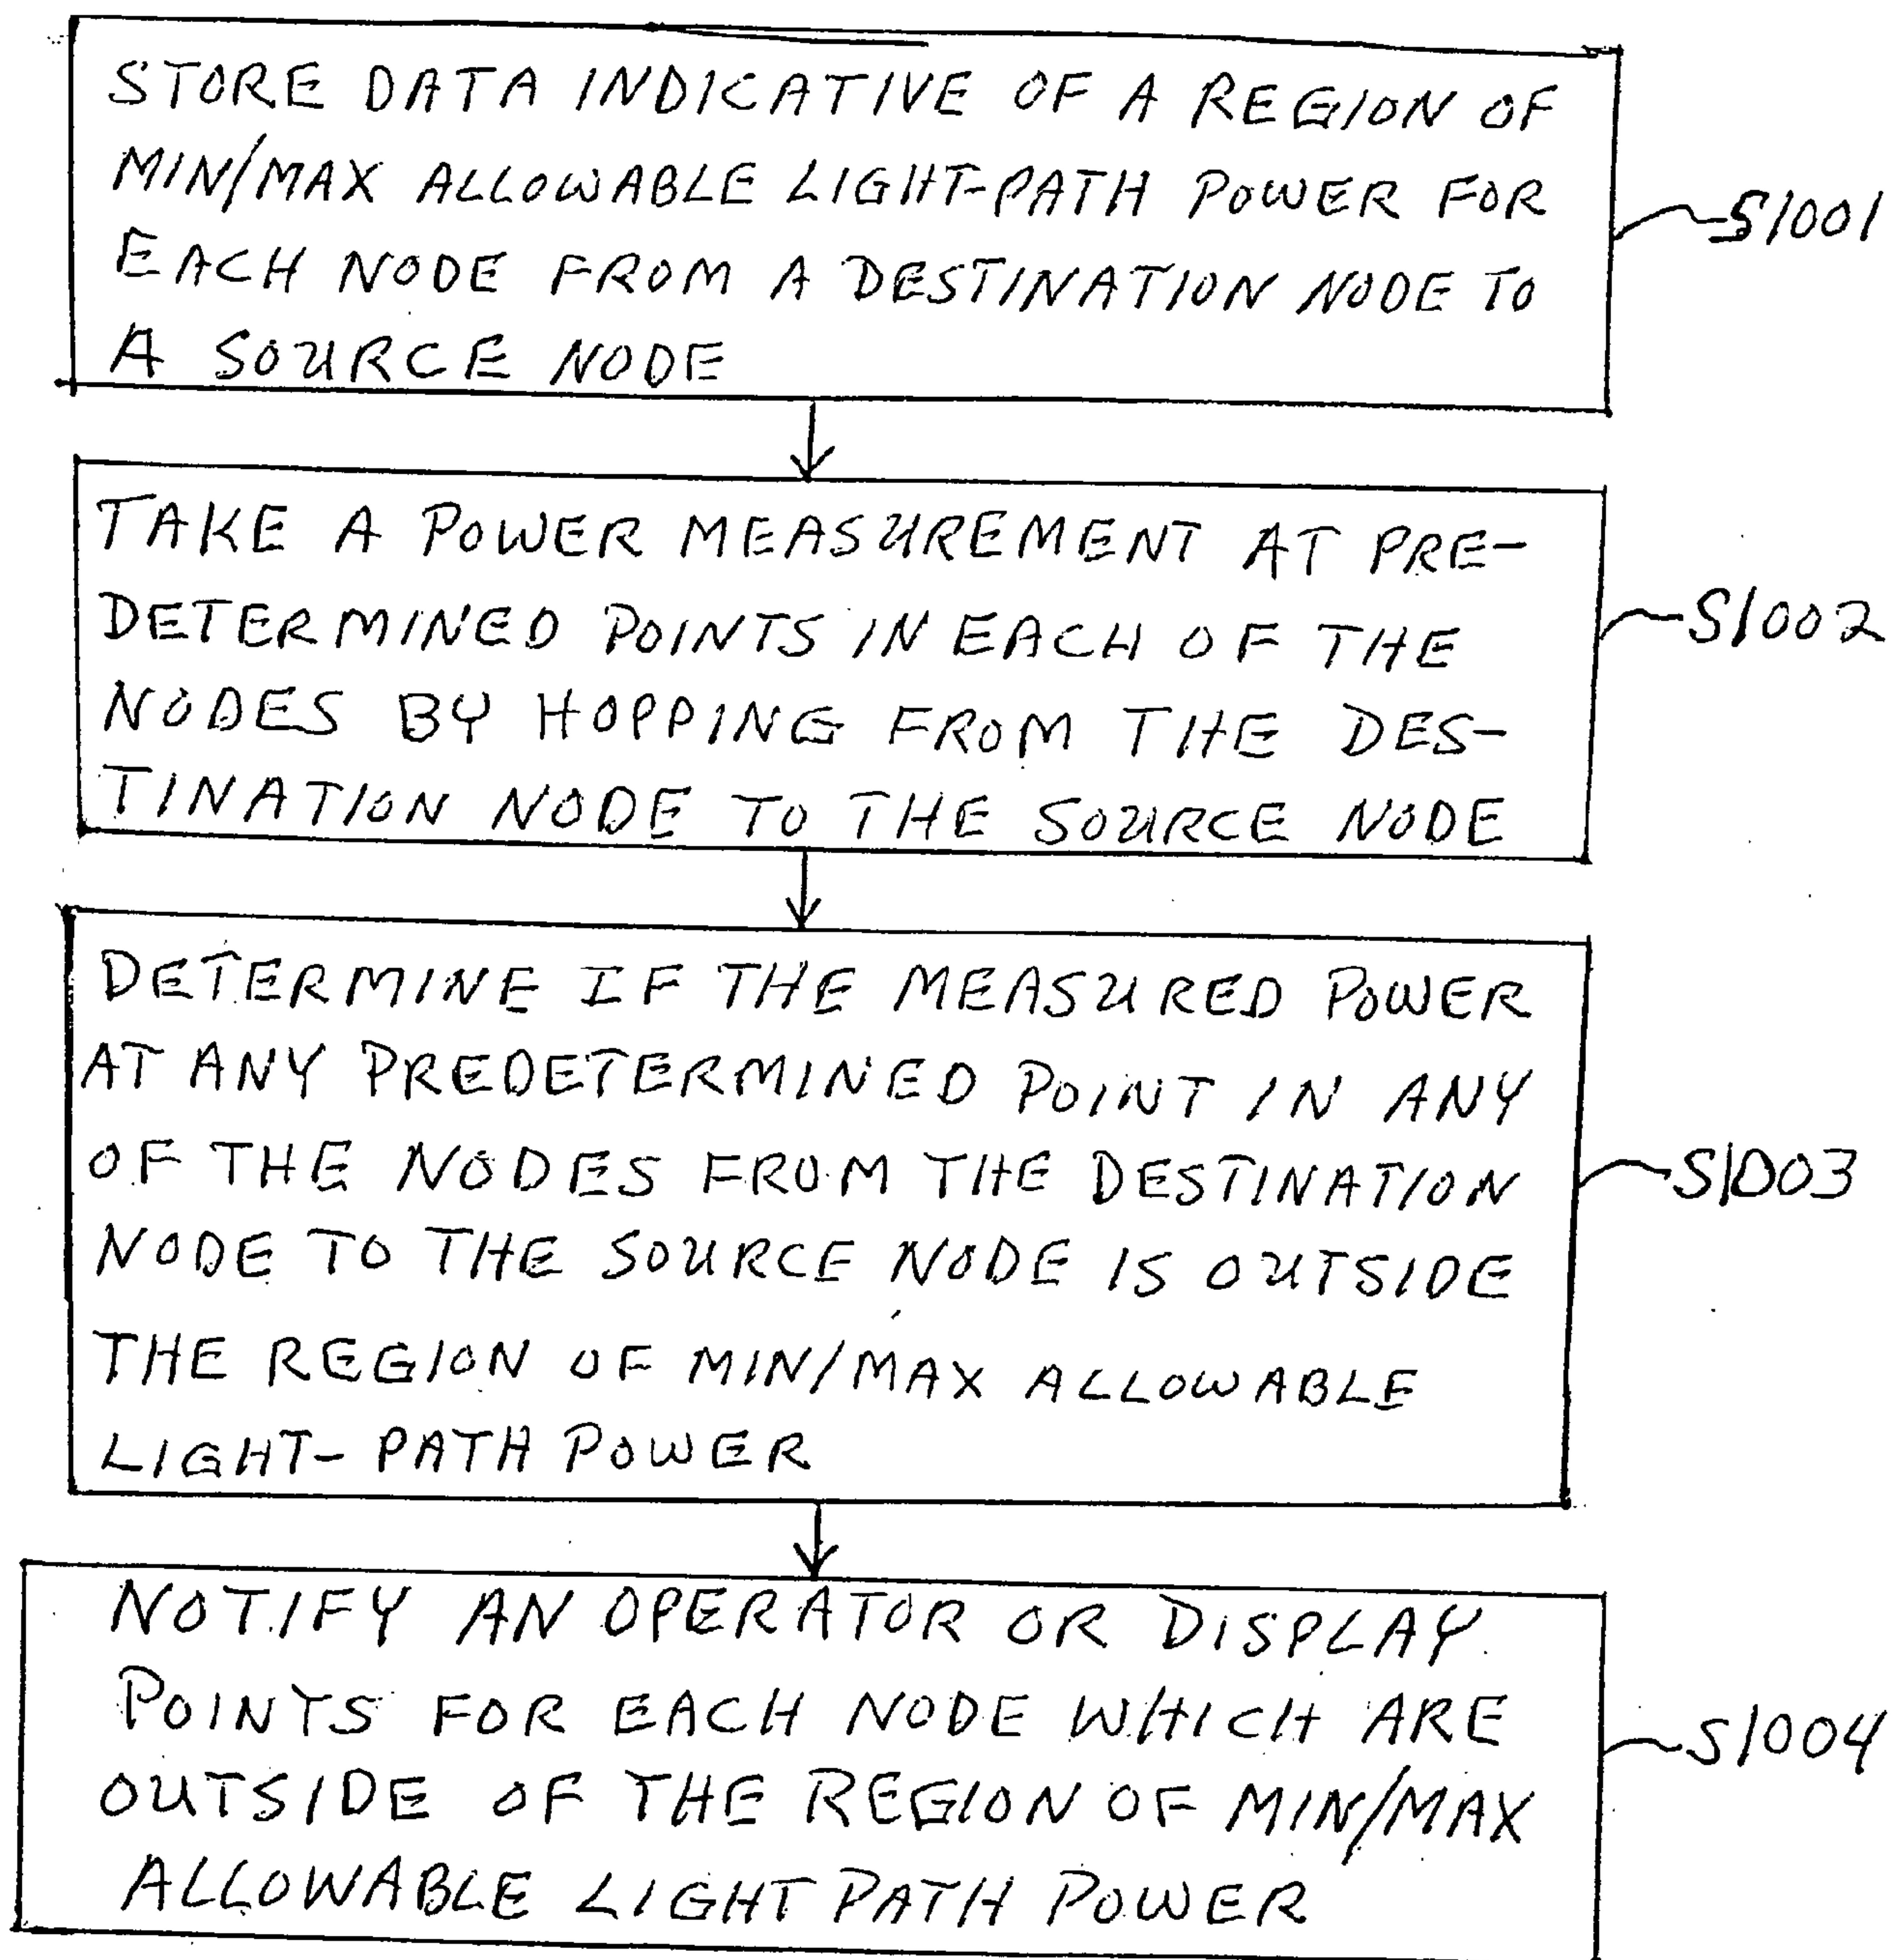 STORE DATA INDICATIVE OF A REGION OF
MIN/MAX ALLOWABLE LIGHT-PATH POWER FOR
EACH NODE FROM A DESTINATION NODE TO
A SOURCE NODE
S1001
TAKE A POWER MEASUREMENT AT PRE-
DETERMINED POINTS IN EACH OF THE
NODES BY HOPPING FROM THE DES-
TINATION NODE TO THE SOURCE NODE
S1002
DETERMINE IF THE MEASURED POWER
AT ANY PREDETERMINED POINT IN ANY
OF THE NODES FROM THE DESTINATION
NODE TO THE SOURCE NODE IS OUTSIDE
THE REGION OF MIN/MAX ALLOWABLE
LIGHT-PATH POWER
S1003
NOTIFY AN OPERATOR OR DISPLAY
POINTS FOR EACH NODE WHICH ARE
OUTSIDE OF THE REGION OF MIN/MAX
ALLOWABLE LIGHT PATH POWER
S1004